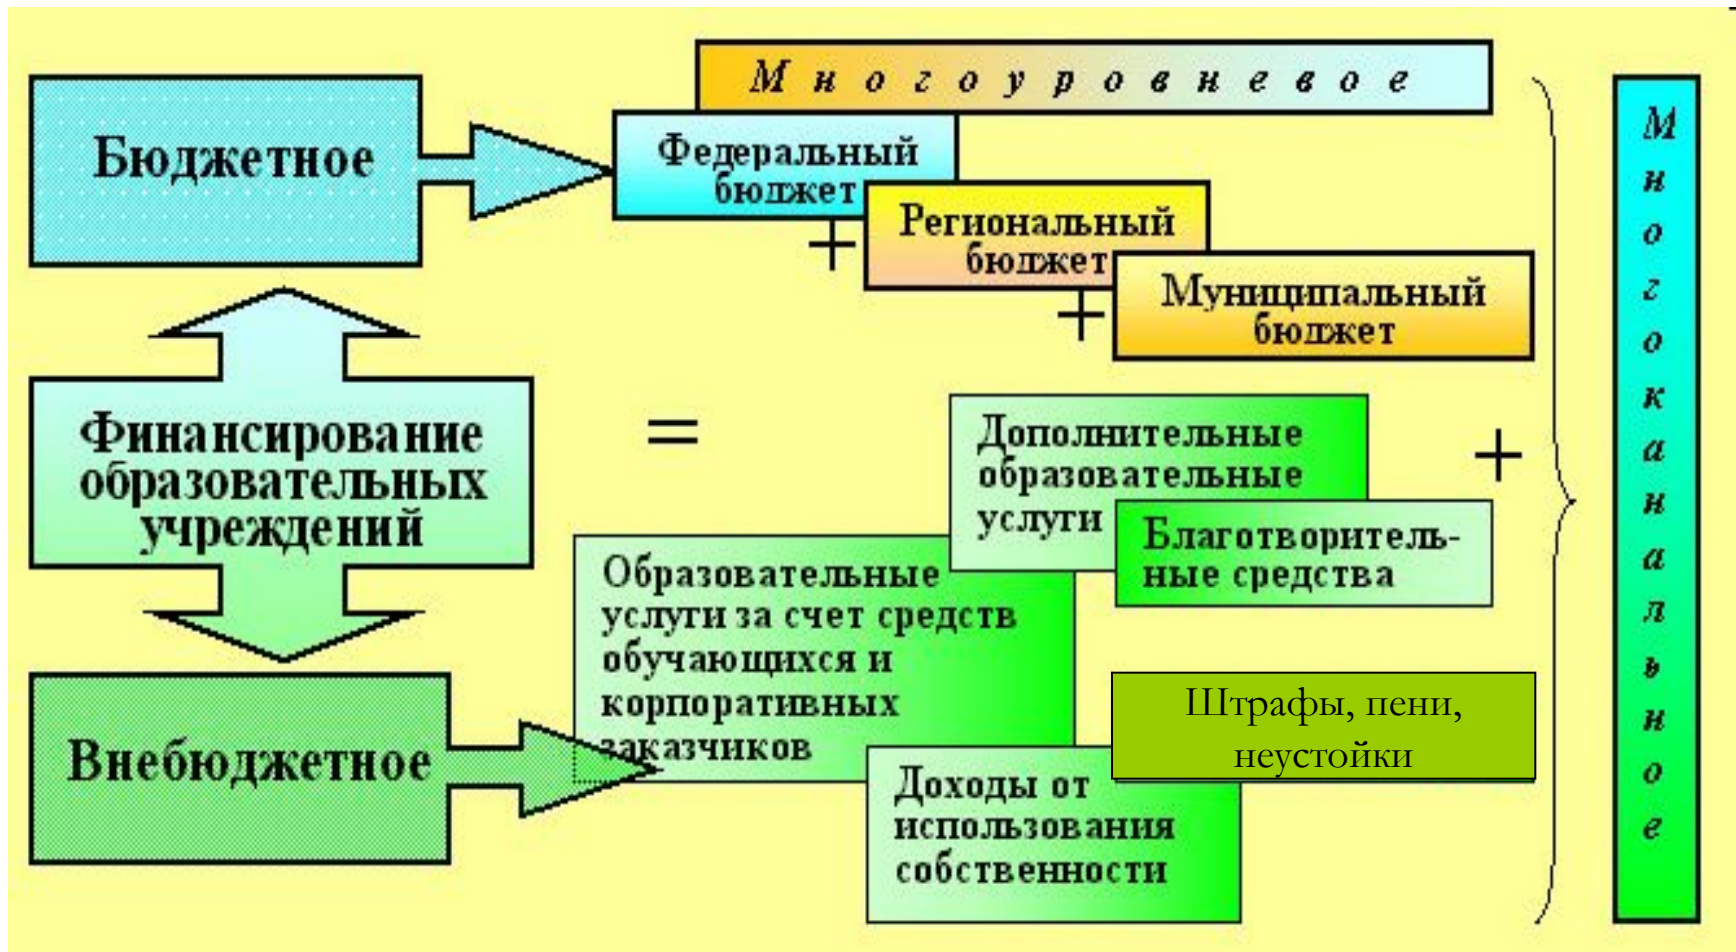 Многоуровневое
Бюджетное
Федеральный
бюджет
+
Региональный
бюджет
+
Муниципальный
бюджет
Финансирование
образовательных
учреждений
=
Дополнительные
образовательные
услуги
+
Благотворитель-
ные средства
Образовательные
услуги за счет средств
обучающихся и
корпоративных
заказчиков
Внебюджетное
Штрафы, пени,
неустойки
Доходы от
использования
собственности
Многоканальное